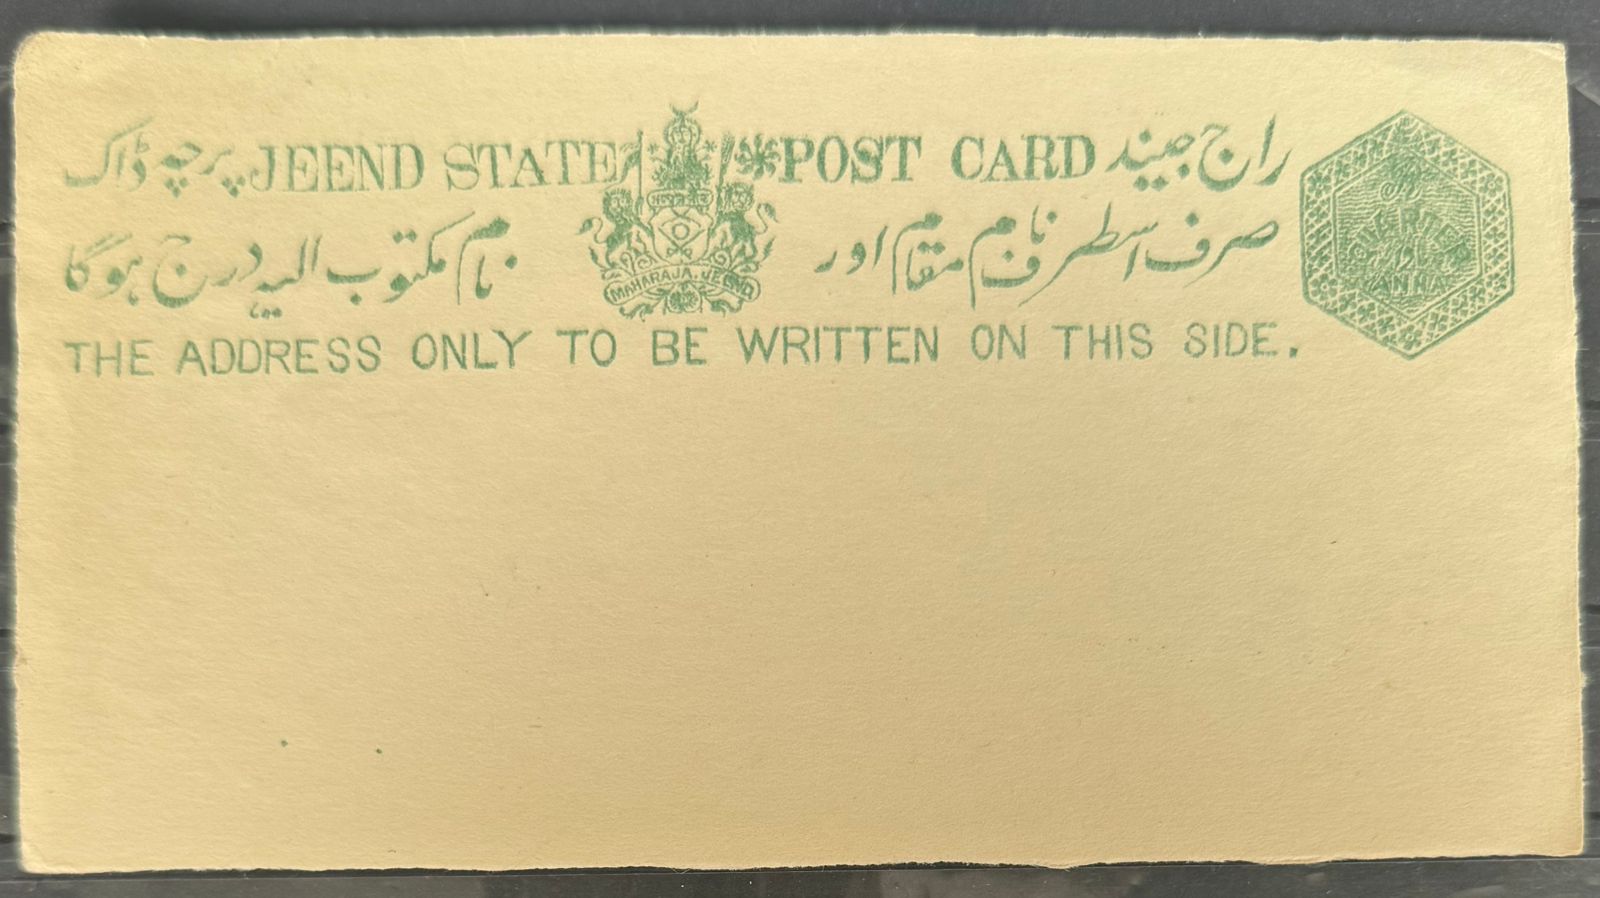 پرچہ ڈاک JEEND STATE POST CARD راج جیند
صرف اسطرف نام مقام اور نام مکتوب الیہ درج ہوگا
MAHARAJA. JEEND
THE ADDRESS ONLY TO BE WRITTEN ON THIS SIDE.
QUARTER
ANNA